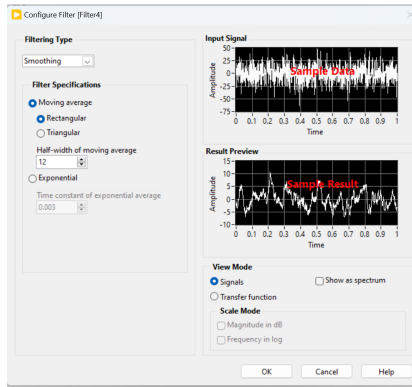 Configure Filter [Filter4]
Filtering Type
Smoothing
Filter Specifications
Moving average
Rectangular
Triangular
Half-width of moving average
12
Exponential
Time constant of exponential average
0.003
Input Signal
50
25
0
-25
-50
-75
Amplitude
Sample Data
0 0.1 0.2 0.3 0.4 0.5 0.6 0.7 0.8 0.9 1
Time
Result Preview
15
10
5
0
-5
-10
Amplitude
Sample Result
0 0.1 0.2 0.3 0.4 0.5 0.6 0.7 0.8 0.9 1
Time
View Mode
Signals
Show as spectrum
Transfer function
Scale Mode
Magnitude in dB
Frequency in log
OK Cancel Help